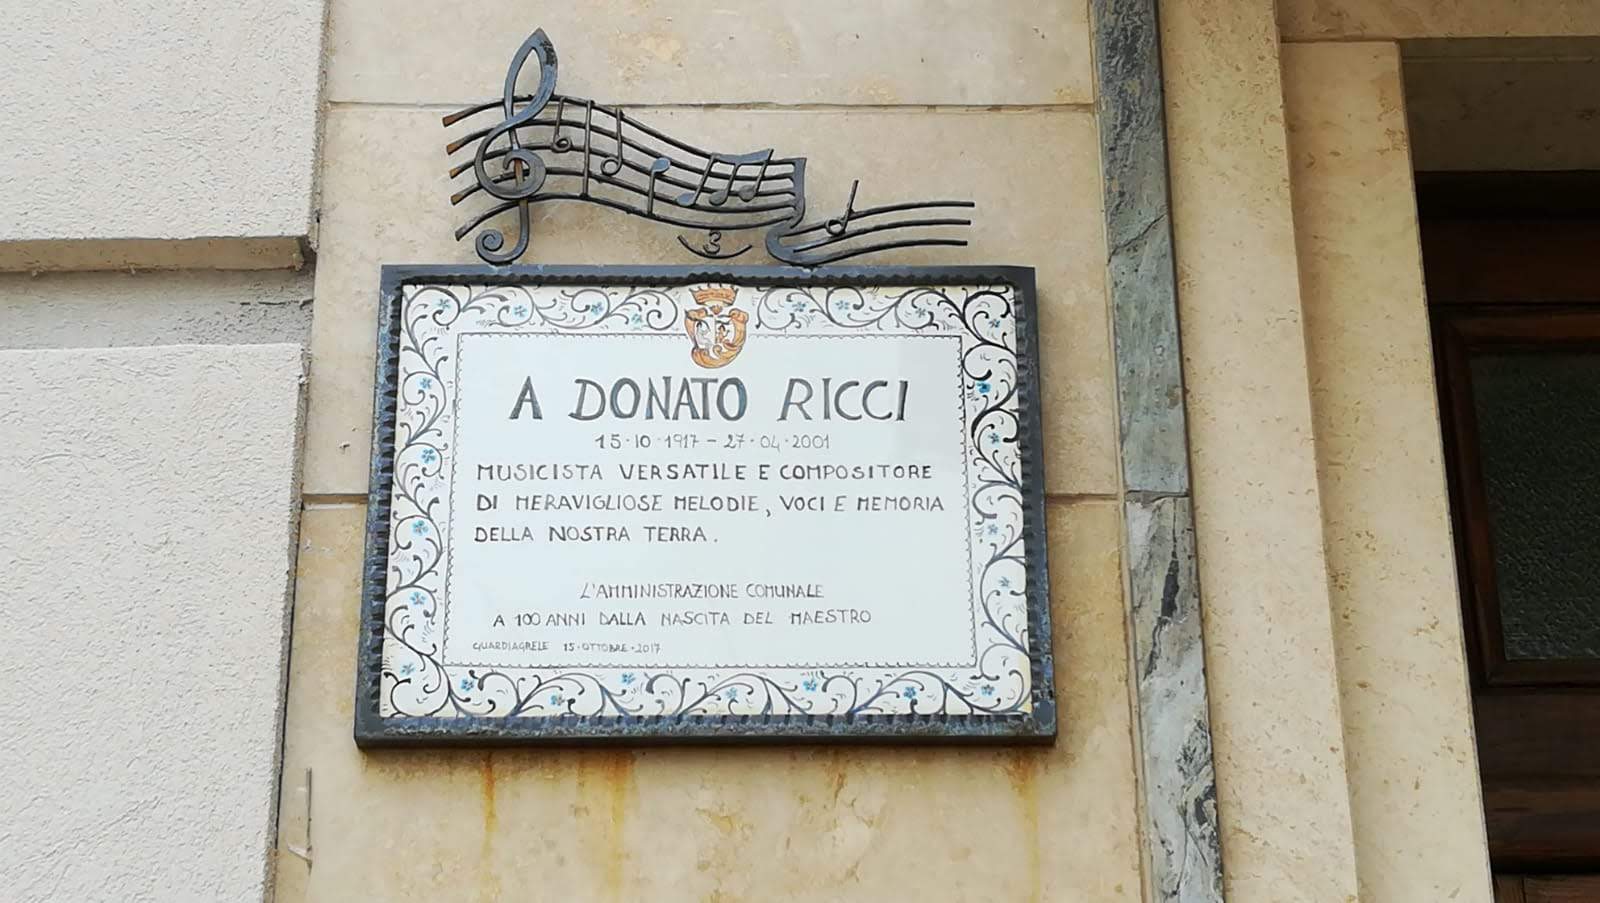 3
A DONATO RICCI
15·10·1917 - 27·04·2001
MUSICISTA VERSATILE E COMPOSITORE
DI MERAVIGLIOSE MELODIE, VOCI E MEMORIA
DELLA NOSTRA TERRA.
L'AMMINISTRAZIONE COMUNALE
A 100 ANNI DALLA NASCITA DEL MAESTRO
GUARDIAGRELE 15·OTTOBRE·2017